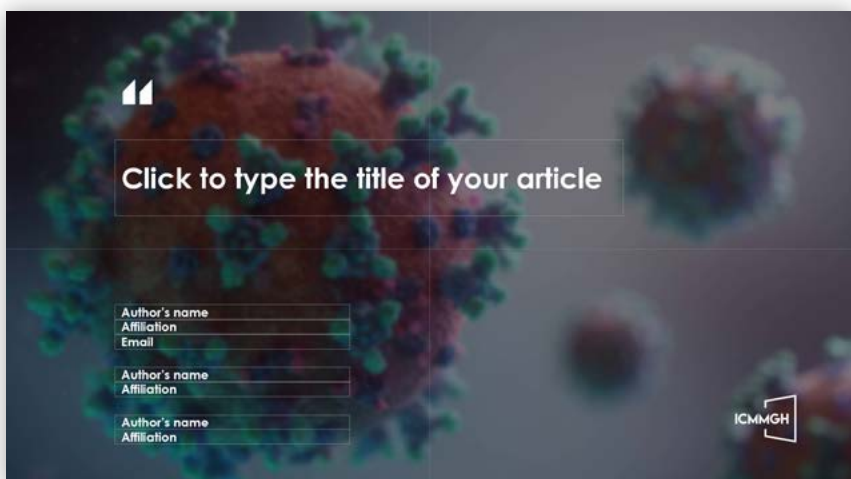 Click to type the title of your article
Author's name
Affiliation
Email
Author's name
Affiliation
Author's name
Affiliation
ICMMGH